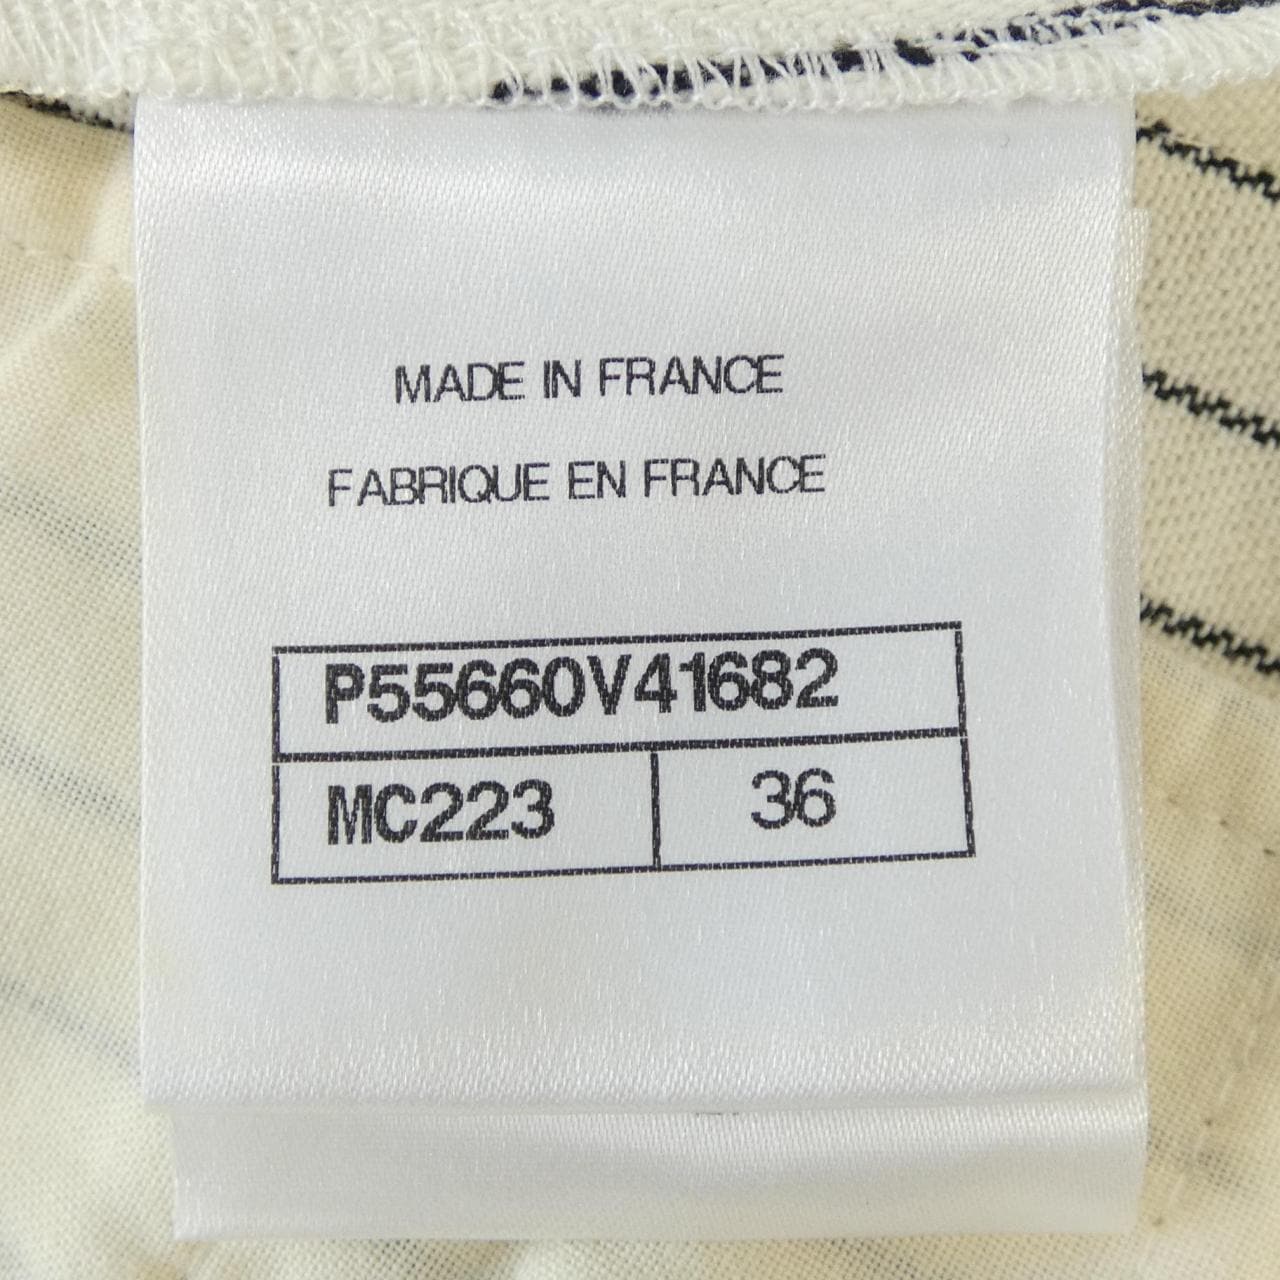 MADE IN FRANCE
FABRIQUE EN FRANCE
P55660V41682
MC223 36